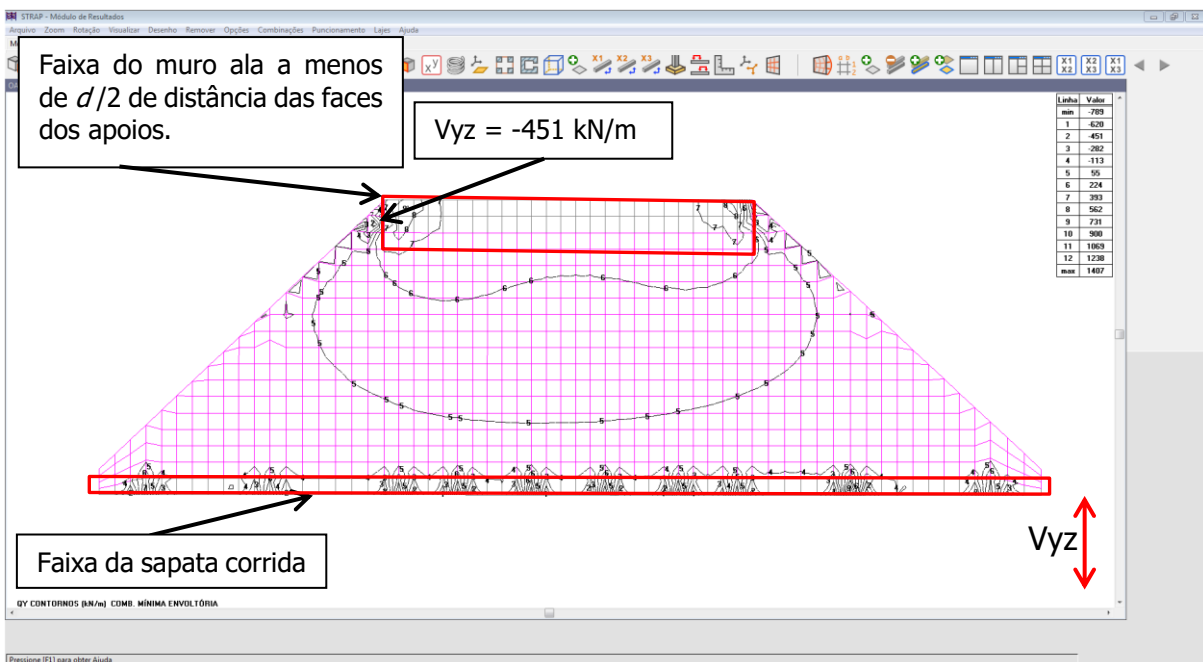 STRAP - Módulo de Resultados
Arquivo Zoom Rotação Visualizar Desenho Remover Opções Combinações Puncionamento Lajes Ajuda
Faixa do muro ala a menos
de d/2 de distância das faces
dos apoios.
Vyz = -451 kN/m
Linha Valor
min -789
1 -620
2 -451
3 -282
4 -113
5 55
6 224
7 393
8 562
9 731
10 900
11 1069
12 1238
max 1407
Vyz
Faixa da sapata corrida
QY CONTORNOS (kN/m) COMB. MÍNIMA ENVOLTÓRIA
Pressione [F1] para obter Ajuda